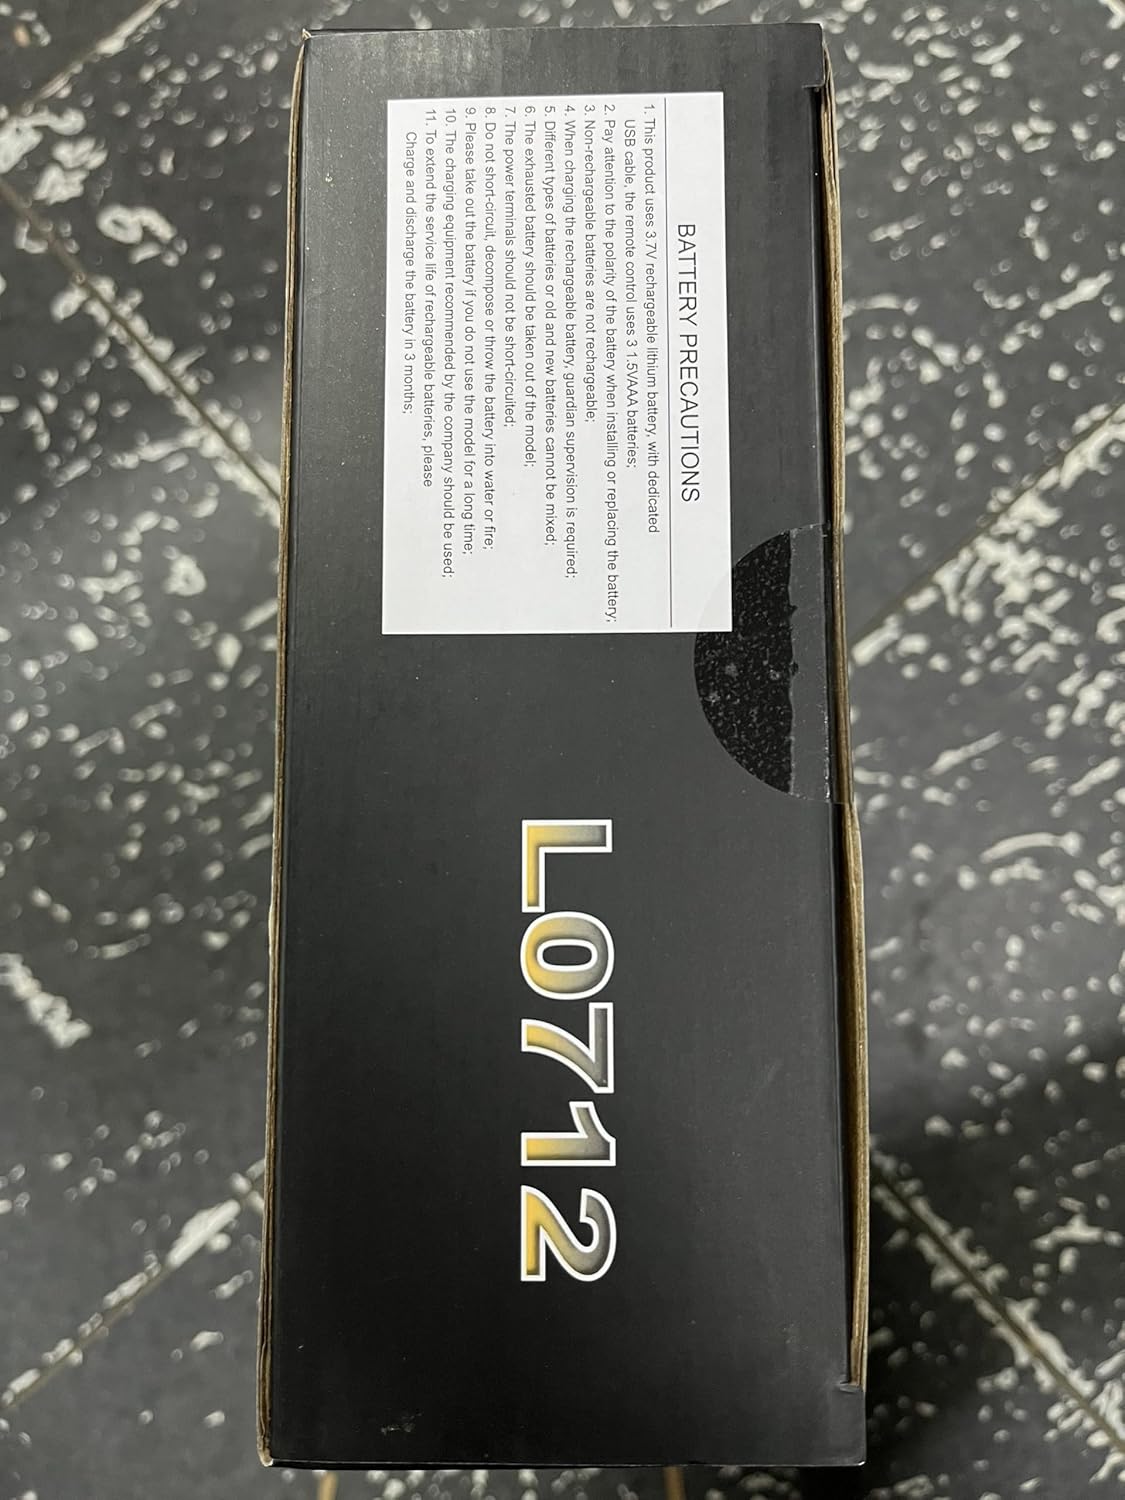 BATTERY PRECAUTIONS
1. This product uses 3.7V rechargeable lithium battery, with dedicated
USB cable, the remote control uses 3 1.5VAAA batteries;
2. Pay attention to the polarity of the battery when installing or replacing the battery;
3. Non-rechargeable batteries are not rechargeable;
4. When charging the rechargeable battery, guardian supervision is required;
5. Different types of batteries or old and new batteries cannot be mixed;
6. The exhausted battery should be taken out of the model;
7. The power terminals should not be short-circuited;
8. Do not short-circuit, decompose or throw the battery into water or fire;
9. Please take out the battery if you do not use the model for a long time;
10. The charging equipment recommended by the company should be used;
11. To extend the service life of rechargeable batteries, please
Charge and discharge the battery in 3 months;
L0712